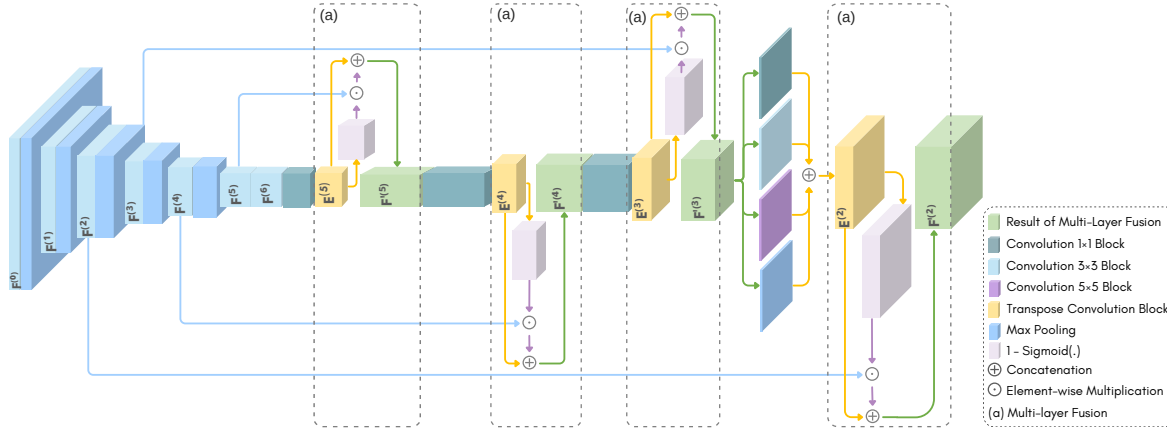 (a)
(a)
(a)
(a)
F(0)
F(1)
F(2)
F(3)
F(4)
F(5)
F(6)
E(5)
F'(5)
E(4)
F'(4)
E(3)
F'(3)
E(2)
F'(2)
Result of Multi-Layer Fusion
Convolution 1×1 Block
Convolution 3×3 Block
Convolution 5×5 Block
Transpose Convolution Block
Max Pooling
1 - Sigmoid(.)
Concatenation
Element-wise Multiplication
(a) Multi-layer Fusion